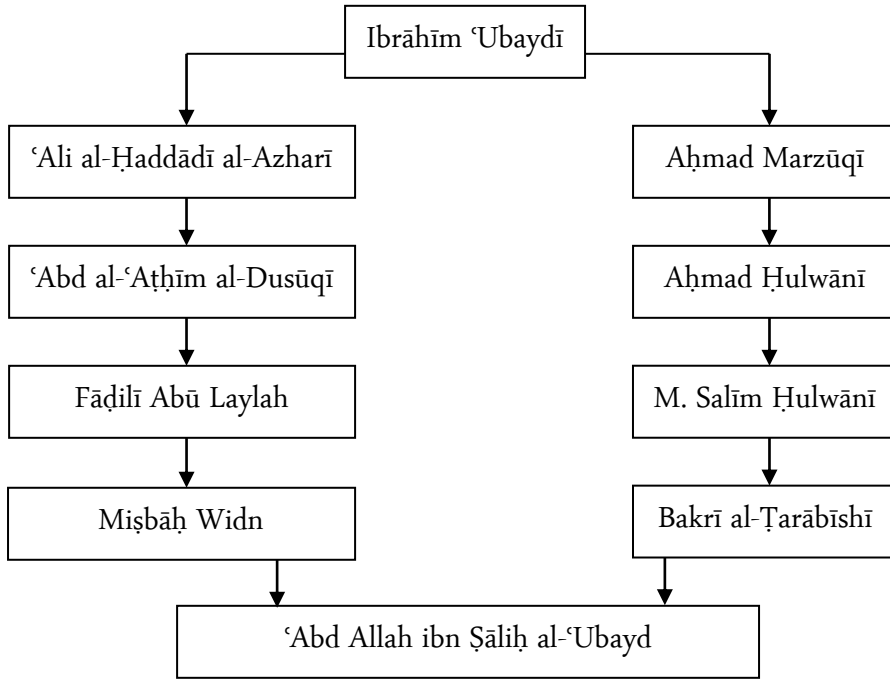 Ibrāhīm ʿUbaydī
ʿAli al-Ḥaddādī al-Azharī
Aḥmad Marzūqī
ʿAbd al-ʿAṭḥīm al-Dusūqī
Aḥmad Ḥulwānī
Fāḍilī Abū Laylah
M. Salīm Ḥulwānī
Miṣbāḥ Widn
Bakrī al-Ṭarābīshī
ʿAbd Allah ibn Ṣāliḥ al-ʿUbayd